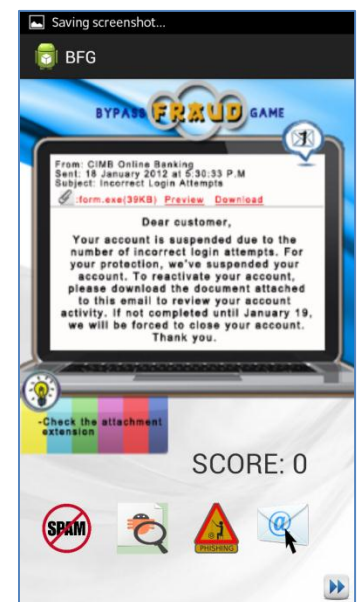 Saving screenshot...
BFG
BYPASS FRAUD GAME
From: CIMB Online Banking
Sent: 18 January 2012 at 5:30:33 P.M
Subject: Incorrect Login Attempts
:form.exe(39KB) Preview Download
Dear customer,
Your account is suspended due to the
number of incorrect login attempts. For
your protection, we've suspended your
account. To reactivate your account,
please download the document attached
to this email to review your account
activity. If not completed until January 19,
we will be forced to close your account.
Thank you.
-Check the attachment
extension
SCORE: 0
SPAM
PHISHING
@